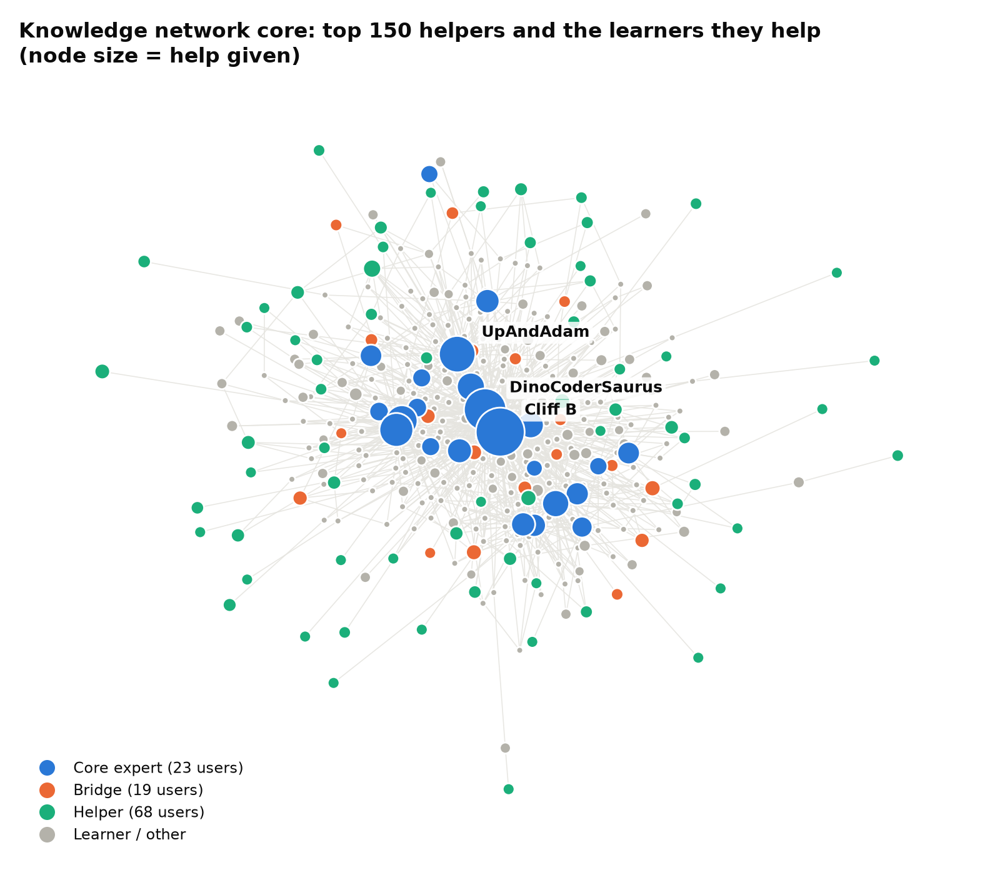 Knowledge network core: top 150 helpers and the learners they help
(node size = help given)
UpAndAdam
DinoCoderSaurus
Cliff B
Core expert (23 users)
Bridge (19 users)
Helper (68 users)
Learner / other